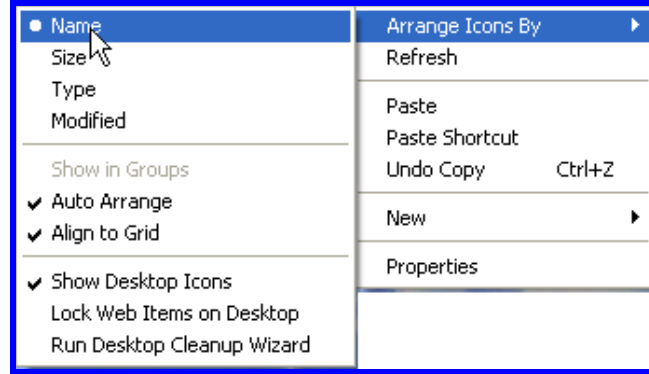 Name
Size
Type
Modified
Show in Groups
Auto Arrange
Align to Grid
Show Desktop Icons
Lock Web Items on Desktop
Run Desktop Cleanup Wizard
Arrange Icons By
Refresh
Paste
Paste Shortcut
Undo Copy Ctrl+Z
New
Properties